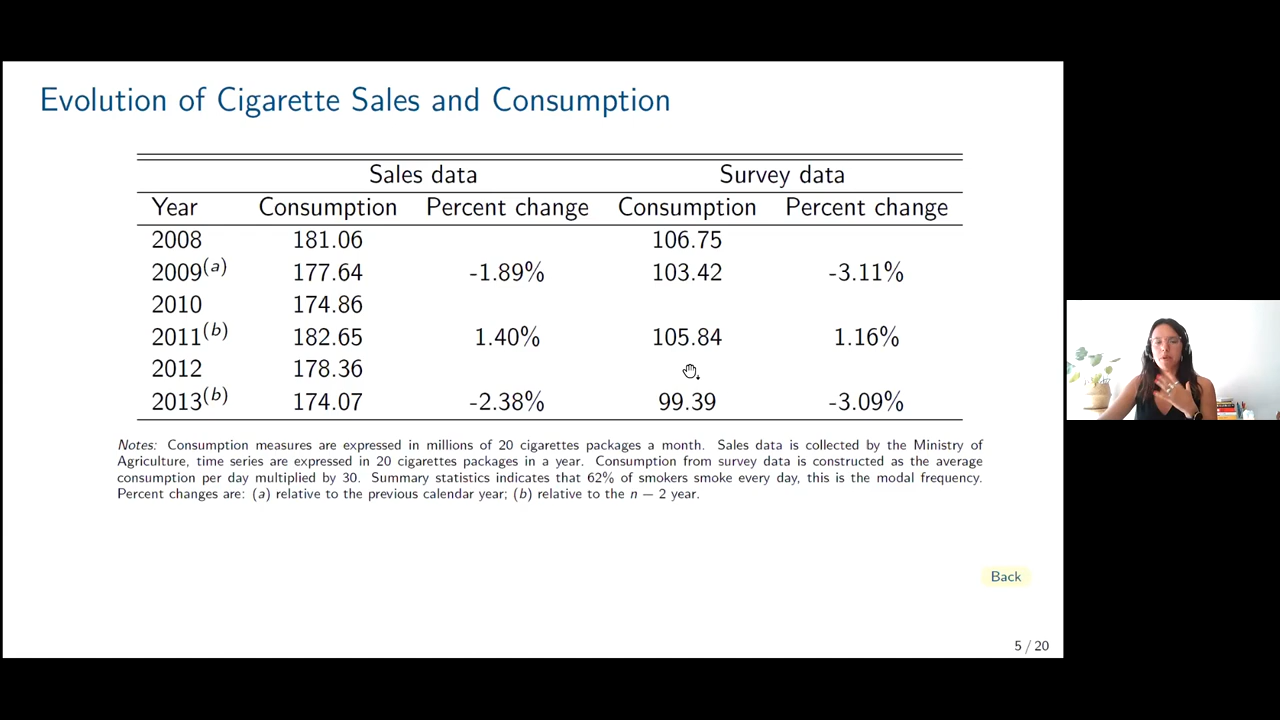 Evolution of Cigarette Sales and Consumption
Sales data Survey data
Year Consumption Percent change Consumption Percent change
2008 181.06 106.75
2009(a) 177.64 -1.89% 103.42 -3.11%
2010 174.86
2011(b) 182.65 1.40% 105.84 1.16%
2012 178.36
2013(b) 174.07 -2.38% 99.39 -3.09%
Notes: Consumption measures are expressed in millions of 20 cigarettes packages a month. Sales data is collected by the Ministry of
Agriculture, time series are expressed in 20 cigarettes packages in a year. Consumption from survey data is constructed as the average
consumption per day multiplied by 30. Summary statistics indicates that 62% of smokers smoke every day, this is the modal frequency.
Percent changes are: (a) relative to the previous calendar year; (b) relative to the n − 2 year.
Back
5 / 20